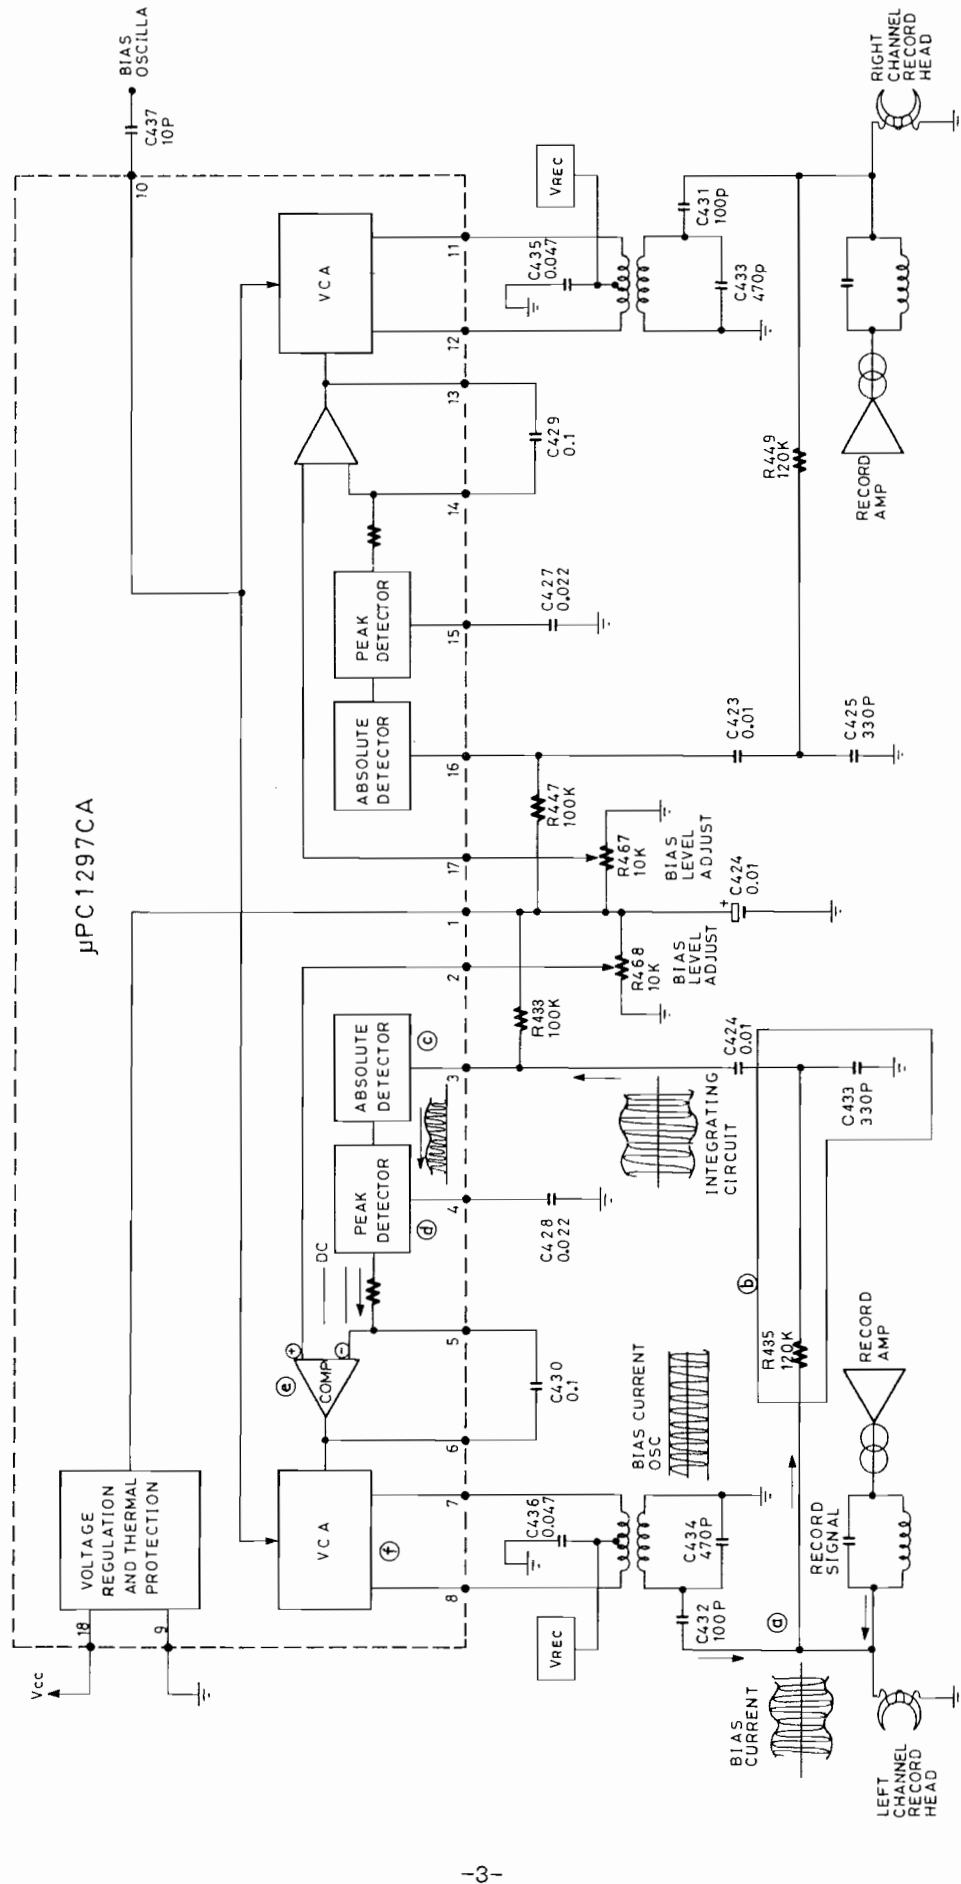 μPC1297CA
BIAS
OSCILLA
C437
10P
10
VOLTAGE
REGULATION
AND THERMAL
PROTECTION
Vcc
18
9
VCA
f
COMP
e
+
-
DC
PEAK
DETECTOR
d
ABSOLUTE
DETECTOR
c
ABSOLUTE
DETECTOR
PEAK
DETECTOR
VCA
8
7
6
5
4
3
2
1
17
16
15
14
13
12
11
VREC
C436
0.047
C430
0.1
C428
0.022
R433
100K
R447
100K
C427
0.022
C429
0.1
C435
0.047
VREC
C432
100P
C434
470P
BIAS CURRENT
OSC
INTEGRATING
CIRCUIT
R468
10K
BIAS
LEVEL
ADJUST
R467
10K
BIAS
LEVEL
ADJUST
+
C424
0.01
C424
0.01
C423
0.01
C431
100p
C433
470p
BIAS
CURRENT
a
b
R435
120K
C433
330P
C425
330P
R449
120K
RECORD
SIGNAL
RECORD
AMP
RECORD
AMP
LEFT
CHANNEL
RECORD
HEAD
RIGHT
CHANNEL
RECORD
HEAD
-3-